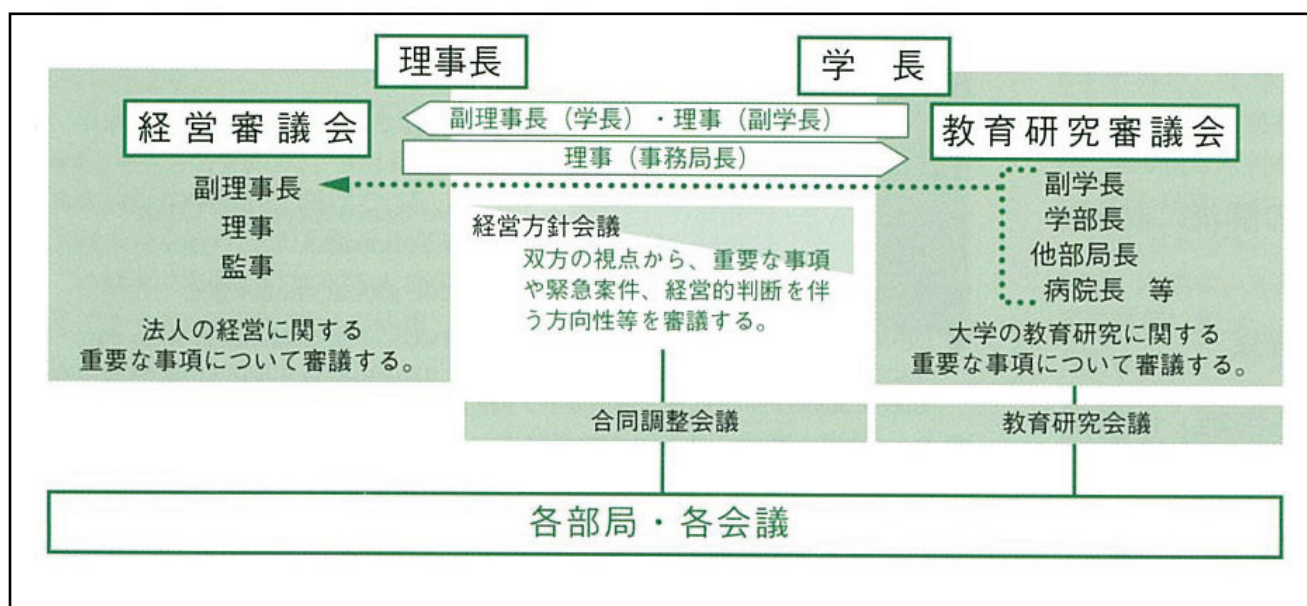 理事長
学　長
経営審議会
副理事長（学長）・理事（副学長）
理事（事務局長）
教育研究審議会
副理事長
理事
監事
法人の経営に関する
重要な事項について審議する。
経営方針会議
双方の視点から、重要な事項
や緊急案件、経営的判断を伴
う方向性等を審議する。
副学長
学部長
他部局長
病院長　等
大学の教育研究に関する
重要な事項について審議する。
合同調整会議
教育研究会議
各部局・各会議